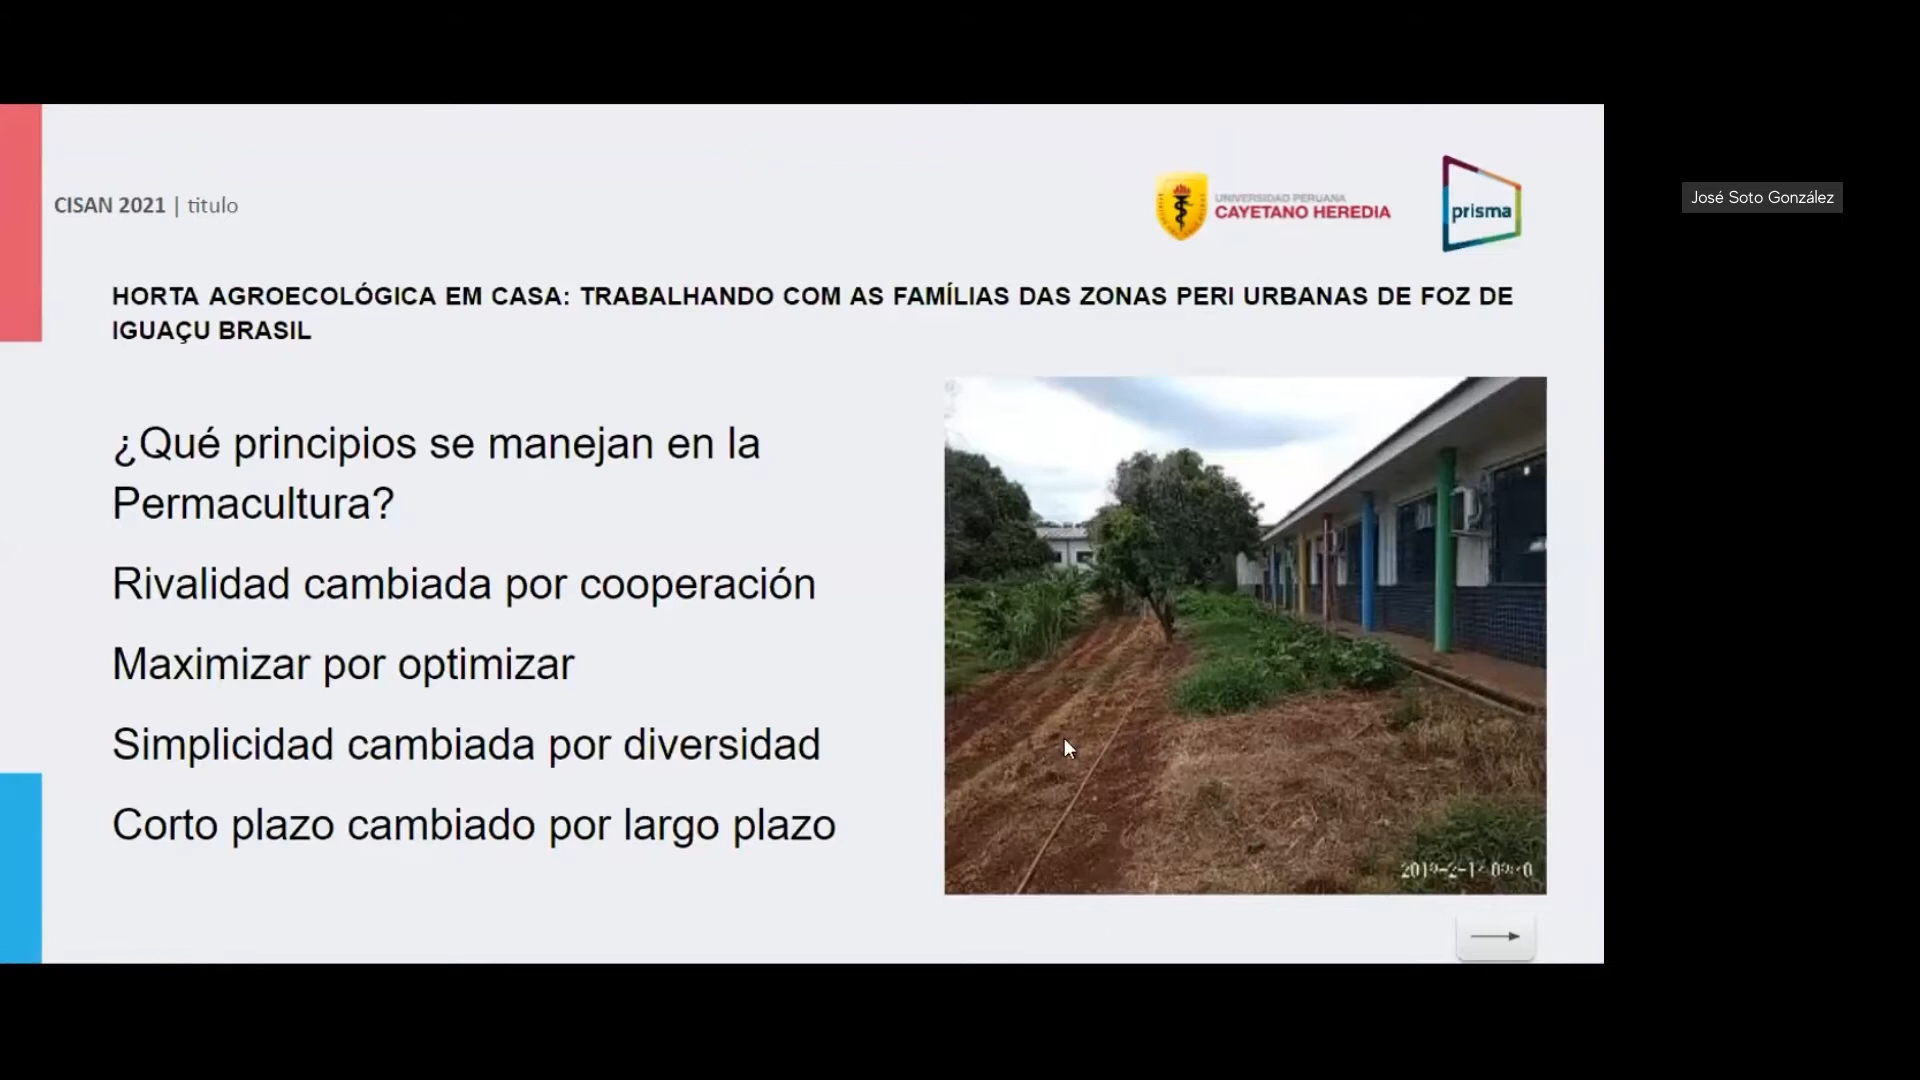 CISAN 2021 | titulo
UNIVERSIDAD PERUANA
CAYETANO HEREDIA
prisma
José Soto González
HORTA AGROECOLÓGICA EM CASA: TRABALHANDO COM AS FAMÍLIAS DAS ZONAS PERI URBANAS DE FOZ DE
IGUAÇU BRASIL
¿Qué principios se manejan en la
Permacultura?
Rivalidad cambiada por cooperación
Maximizar por optimizar
Simplicidad cambiada por diversidad
Corto plazo cambiado por largo plazo